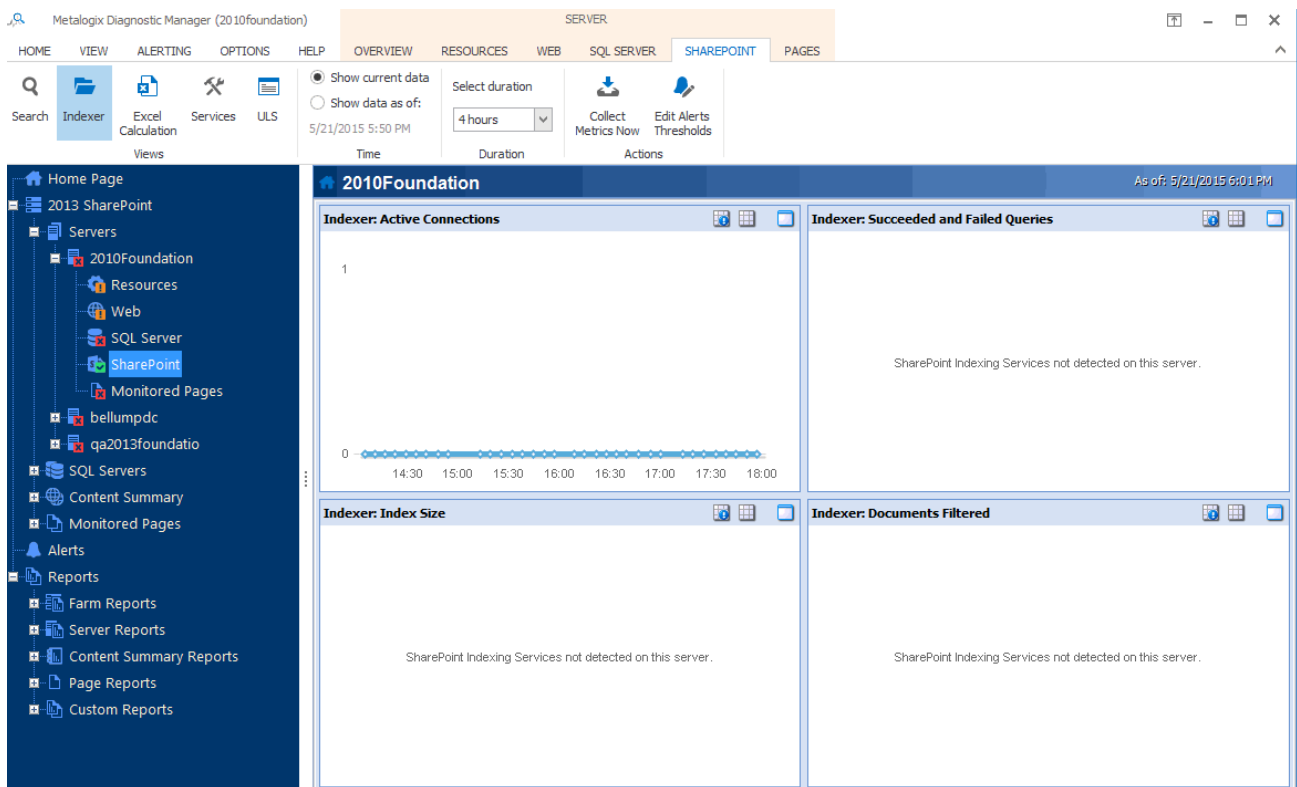 Metalogix Diagnostic Manager (2010foundation)
SERVER
HOME VIEW ALERTING OPTIONS HELP OVERVIEW RESOURCES WEB SQL SERVER SHAREPOINT PAGES
Search
Indexer
Excel
Calculation
Services
ULS
Views
Show current data
Show data as of:
5/21/2015 5:50 PM
Time
Select duration
4 hours
Duration
Collect
Metrics Now
Edit Alerts
Thresholds
Actions
Home Page
2013 SharePoint
Servers
2010Foundation
Resources
Web
SQL Server
SharePoint
Monitored Pages
bellumpdc
qa2013foundatio
SQL Servers
Content Summary
Monitored Pages
Alerts
Reports
Farm Reports
Server Reports
Content Summary Reports
Page Reports
Custom Reports
2010Foundation
As of: 5/21/2015 6:01 PM
Indexer: Active Connections
1
0
14:30 15:00 15:30 16:00 16:30 17:00 17:30 18:00
Indexer: Succeeded and Failed Queries
SharePoint Indexing Services not detected on this server.
Indexer: Index Size
SharePoint Indexing Services not detected on this server.
Indexer: Documents Filtered
SharePoint Indexing Services not detected on this server.